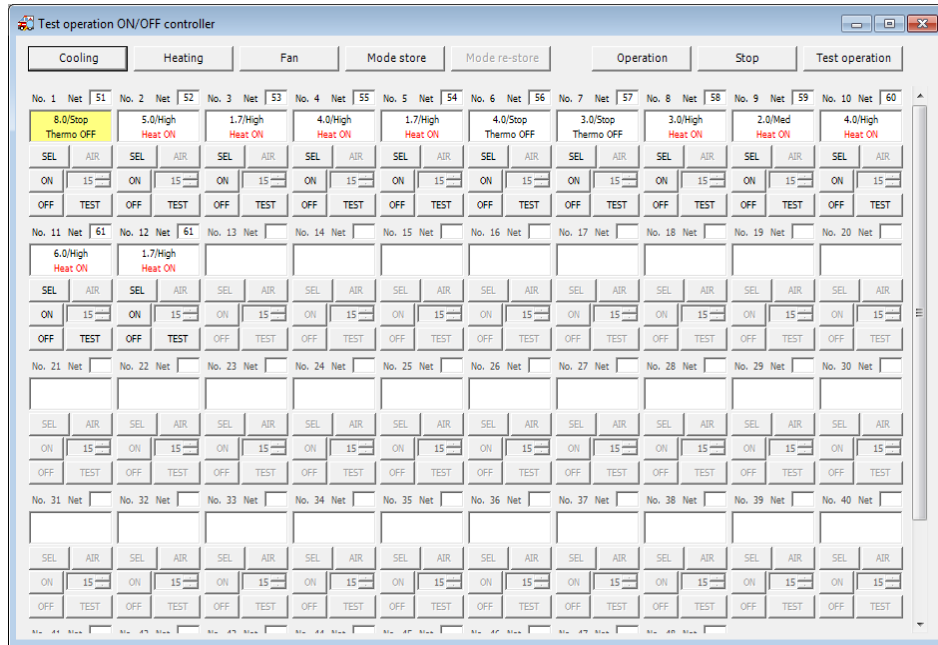 Test operation ON/OFF controller
Cooling Heating Fan Mode store Mode re-store Operation Stop Test operation
No. 1 Net 51 No. 2 Net 52 No. 3 Net 53 No. 4 Net 55 No. 5 Net 54 No. 6 Net 56 No. 7 Net 57 No. 8 Net 58 No. 9 Net 59 No. 10 Net 60
8.0/Stop 5.0/High 1.7/High 4.0/High 1.7/High 4.0/Stop 3.0/Stop 3.0/High 2.0/Med 4.0/High
Thermo OFF Heat ON Heat ON Heat ON Heat ON Thermo OFF Thermo OFF Heat ON Heat ON Heat ON
SEL AIR SEL AIR SEL AIR SEL AIR SEL AIR SEL AIR SEL AIR SEL AIR SEL AIR SEL AIR
ON 15 ON 15 ON 15 ON 15 ON 15 ON 15 ON 15 ON 15 ON 15 ON 15
OFF TEST OFF TEST OFF TEST OFF TEST OFF TEST OFF TEST OFF TEST OFF TEST OFF TEST OFF TEST
No. 11 Net 61 No. 12 Net 61 No. 13 Net No. 14 Net No. 15 Net No. 16 Net No. 17 Net No. 18 Net No. 19 Net No. 20 Net
6.0/High 1.7/High
Heat ON Heat ON
SEL AIR SEL AIR SEL AIR SEL AIR SEL AIR SEL AIR SEL AIR SEL AIR SEL AIR SEL AIR
ON 15 ON 15 ON 15 ON 15 ON 15 ON 15 ON 15 ON 15 ON 15 ON 15
OFF TEST OFF TEST OFF TEST OFF TEST OFF TEST OFF TEST OFF TEST OFF TEST OFF TEST OFF TEST
No. 21 Net No. 22 Net No. 23 Net No. 24 Net No. 25 Net No. 26 Net No. 27 Net No. 28 Net No. 29 Net No. 30 Net
SEL AIR SEL AIR SEL AIR SEL AIR SEL AIR SEL AIR SEL AIR SEL AIR SEL AIR SEL AIR
ON 15 ON 15 ON 15 ON 15 ON 15 ON 15 ON 15 ON 15 ON 15 ON 15
OFF TEST OFF TEST OFF TEST OFF TEST OFF TEST OFF TEST OFF TEST OFF TEST OFF TEST OFF TEST
No. 31 Net No. 32 Net No. 33 Net No. 34 Net No. 35 Net No. 36 Net No. 37 Net No. 38 Net No. 39 Net No. 40 Net
SEL AIR SEL AIR SEL AIR SEL AIR SEL AIR SEL AIR SEL AIR SEL AIR SEL AIR SEL AIR
ON 15 ON 15 ON 15 ON 15 ON 15 ON 15 ON 15 ON 15 ON 15 ON 15
OFF TEST OFF TEST OFF TEST OFF TEST OFF TEST OFF TEST OFF TEST OFF TEST OFF TEST OFF TEST